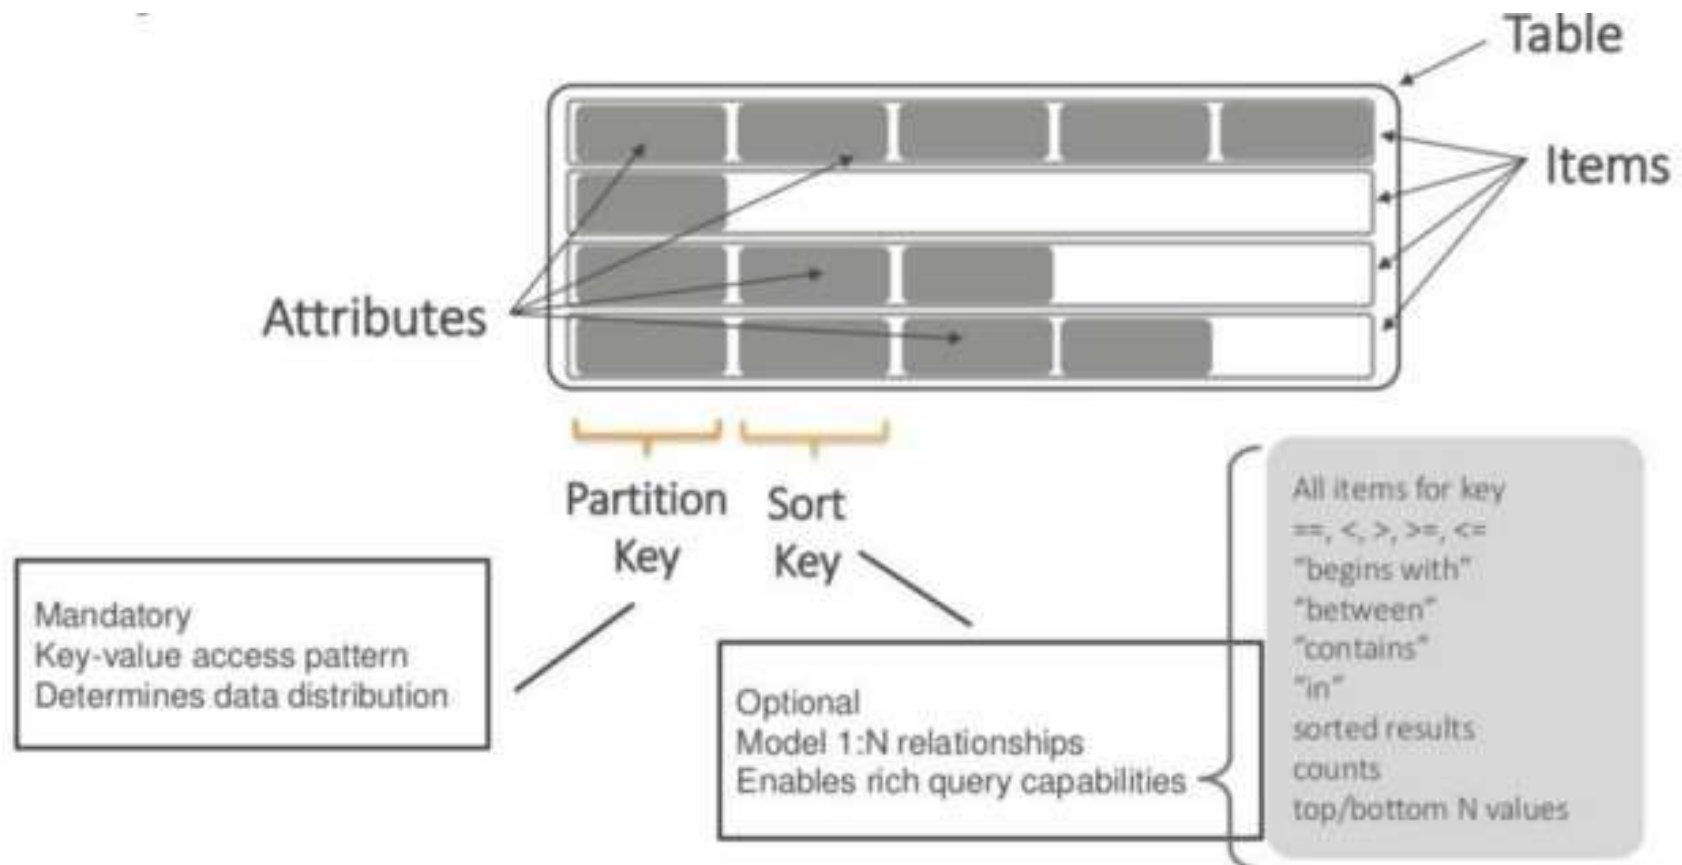 Table
Items
Attributes
Partition
Key
Sort
Key
Mandatory
Key-value access pattern
Determines data distribution
Optional
Model 1:N relationships
Enables rich query capabilities
All items for key
==, <, >, >=, <=
"begins with"
"between"
"contains"
"in"
sorted results
counts
top/bottom N values